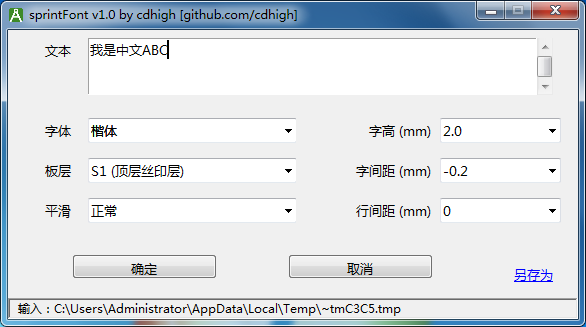 sprintFont v1.0 by cdhigh [github.com/cdhigh]
文本
我是中文ABC
字体
楷体
字高 (mm)
2.0
板层
S1 (顶层丝印层)
字间距 (mm)
-0.2
平滑
正常
行间距 (mm)
0
确定
取消
另存为
输入：C:\Users\Administrator\AppData\Local\Temp\~tmC3C5.tmp